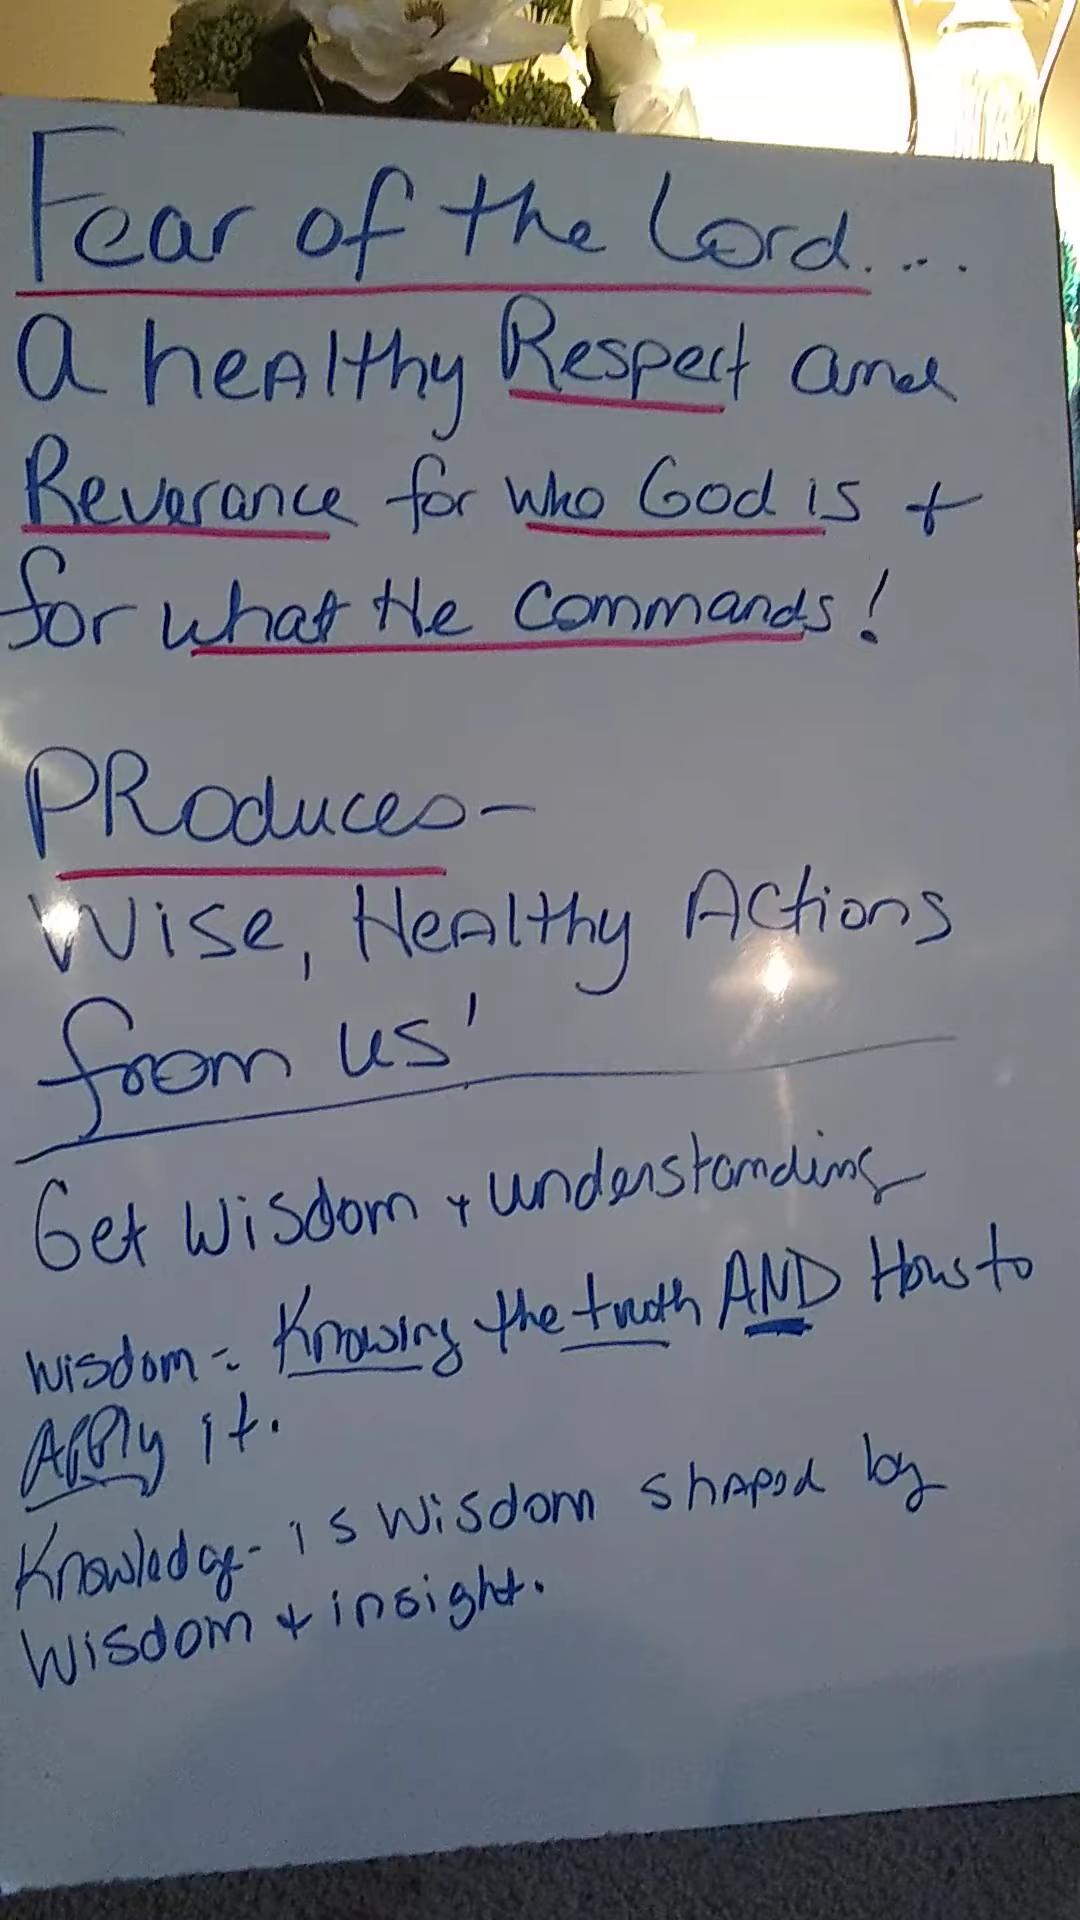 Fear of the Lord....
A heAlthy Respect and
Reverance for who God is +
for what He Commands!
PRoduces-
Wise, HeAlthy Actions
from us!
Get Wisdom + understanding
Wisdom = Knowing the truth AND How to
Apply it.
Knowledge - is Wisdom shaped by
Wisdom + insight.